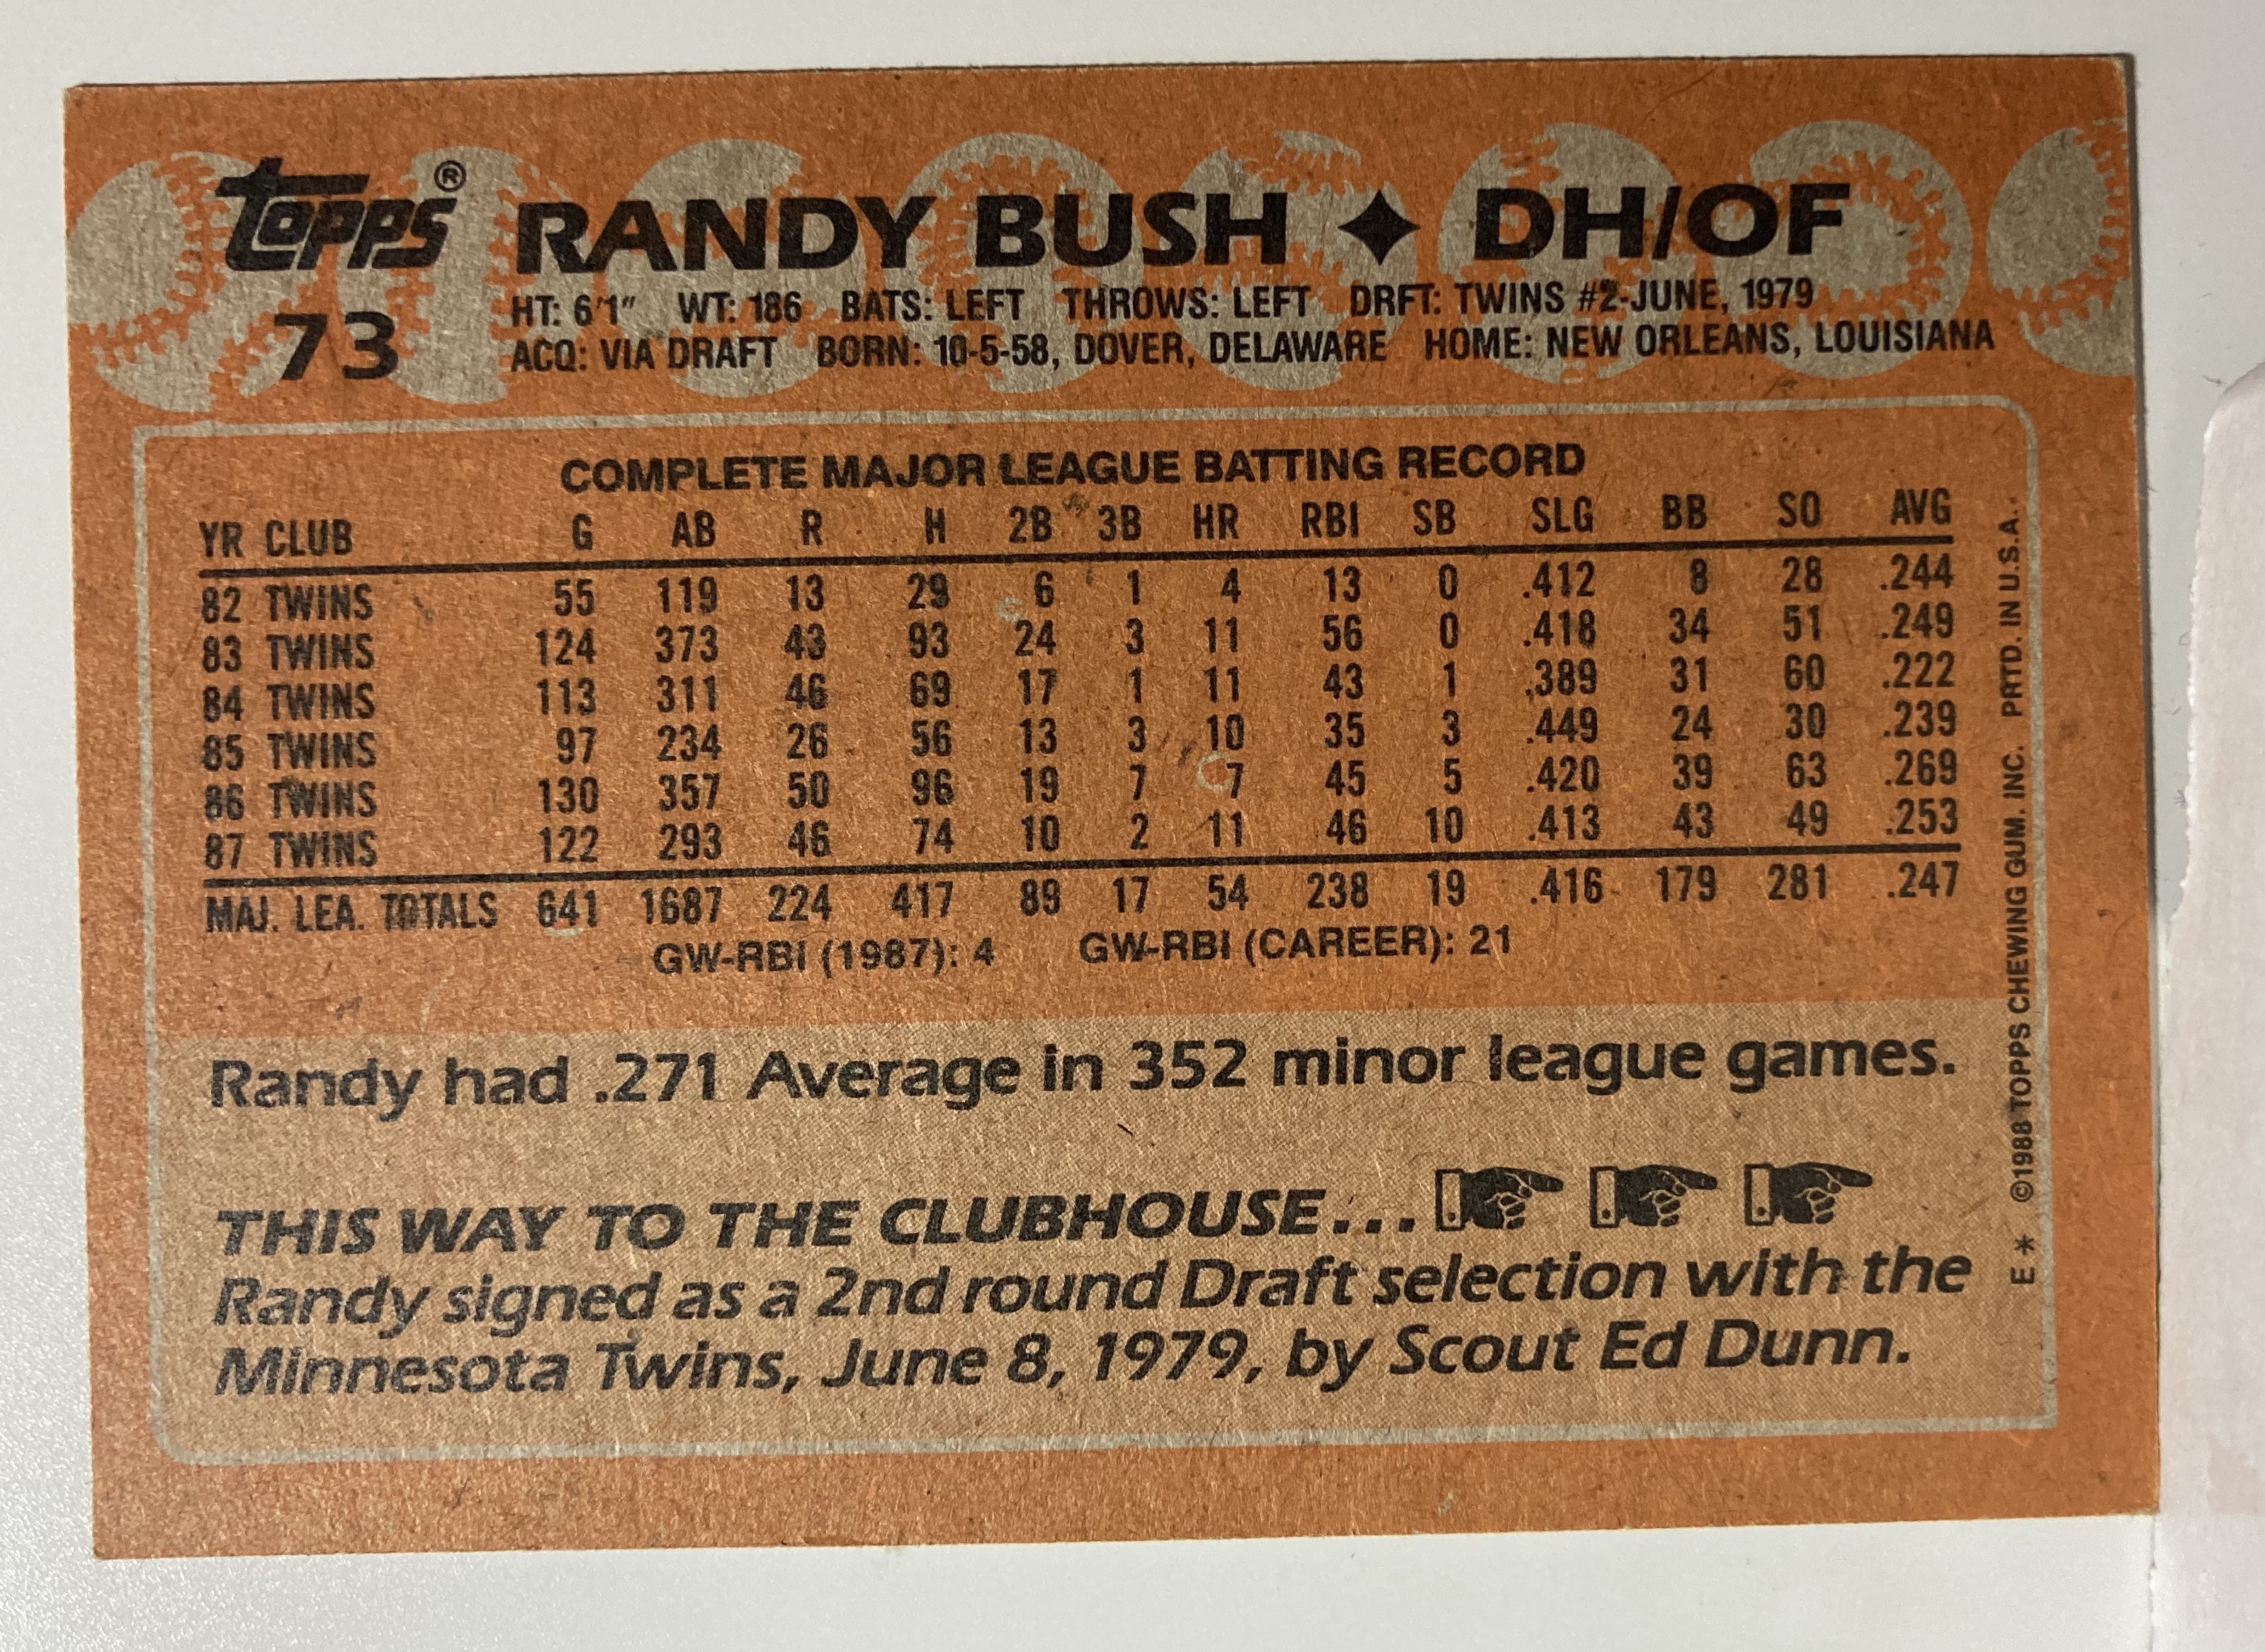 topps® RANDY BUSH ✦ DH/OF
73
HT: 6'1" WT: 186 BATS: LEFT THROWS: LEFT DRFT: TWINS #2-JUNE, 1979
ACQ: VIA DRAFT BORN: 10-5-58, DOVER, DELAWARE HOME: NEW ORLEANS, LOUISIANA
COMPLETE MAJOR LEAGUE BATTING RECORD
YR CLUB G AB R H 2B 3B HR RBI SB SLG BB SO AVG
82 TWINS 55 119 13 29 6 1 4 13 0 .412 8 28 .244
83 TWINS 124 373 43 93 24 3 11 56 0 .418 34 51 .249
84 TWINS 113 311 46 69 17 1 11 43 1 .389 31 60 .222
85 TWINS 97 234 26 56 13 3 10 35 3 .449 24 30 .239
86 TWINS 130 357 50 96 19 7 7 45 5 .420 39 63 .269
87 TWINS 122 293 46 74 10 2 11 46 10 .413 43 49 .253
MAJ. LEA. TOTALS 641 1687 224 417 89 17 54 238 19 .416 179 281 .247
GW-RBI (1987): 4 GW-RBI (CAREER): 21
Randy had .271 Average in 352 minor league games.
THIS WAY TO THE CLUBHOUSE...
Randy signed as a 2nd round Draft selection with the
Minnesota Twins, June 8, 1979, by Scout Ed Dunn.
E* ©1988 TOPPS CHEWING GUM. INC. PRTD. IN U.S.A.